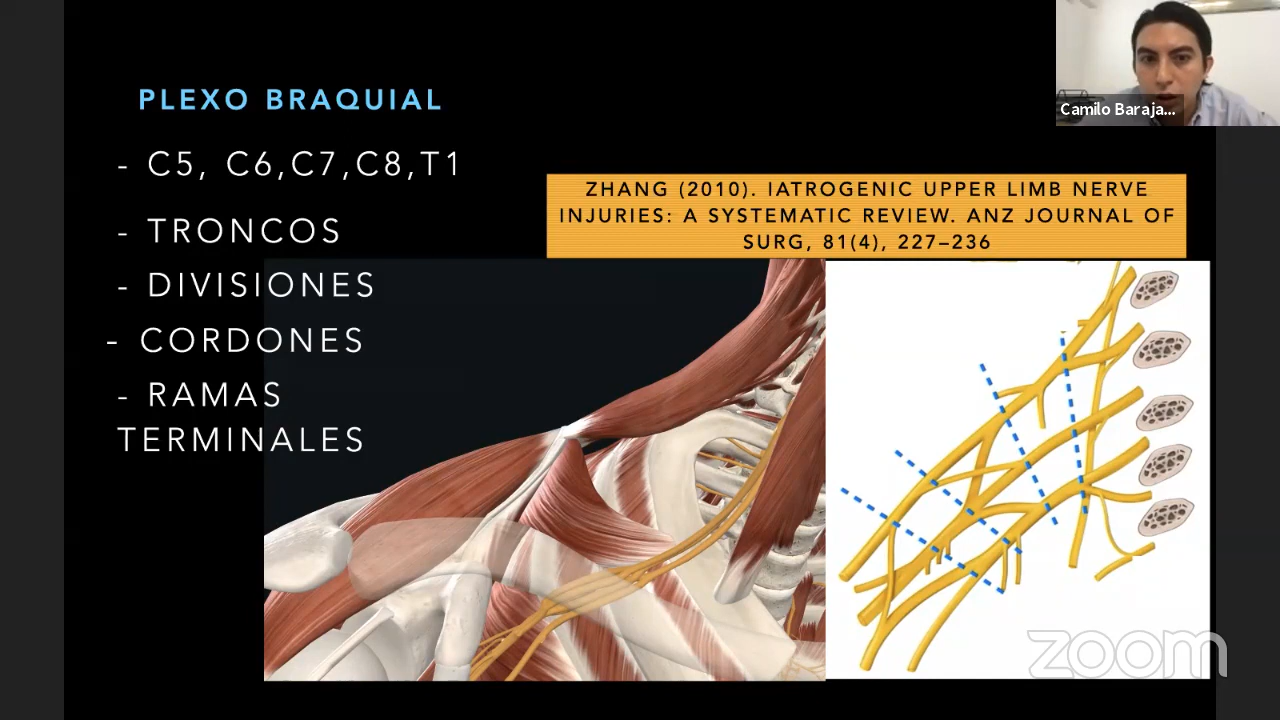 PLEXO BRAQUIAL
- C5, C6,C7,C8,T1
- TRONCOS
- DIVISIONES
- CORDONES
- RAMAS
TERMINALES
ZHANG (2010). IATROGENIC UPPER LIMB NERVE
INJURIES: A SYSTEMATIC REVIEW. ANZ JOURNAL OF
SURG, 81(4), 227–236
Camilo Baraja...
zoom